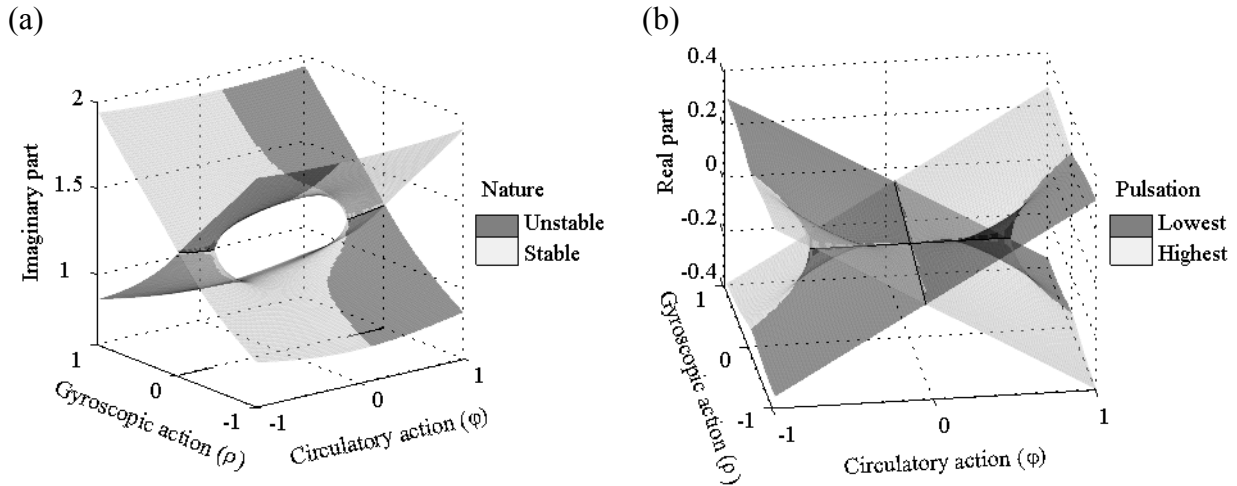 (a)
Imaginary part
2
1.5
1
1
0
-1
Gyroscopic action (ρ)
-1
0
1
Circulatory action (φ)
Nature
Unstable
Stable
(b)
Real part
0.4
0.2
0
-0.2
-0.4
1
0
-1
Gyroscopic action (ρ)
-1
0
1
Circulatory action (φ)
Pulsation
Lowest
Highest